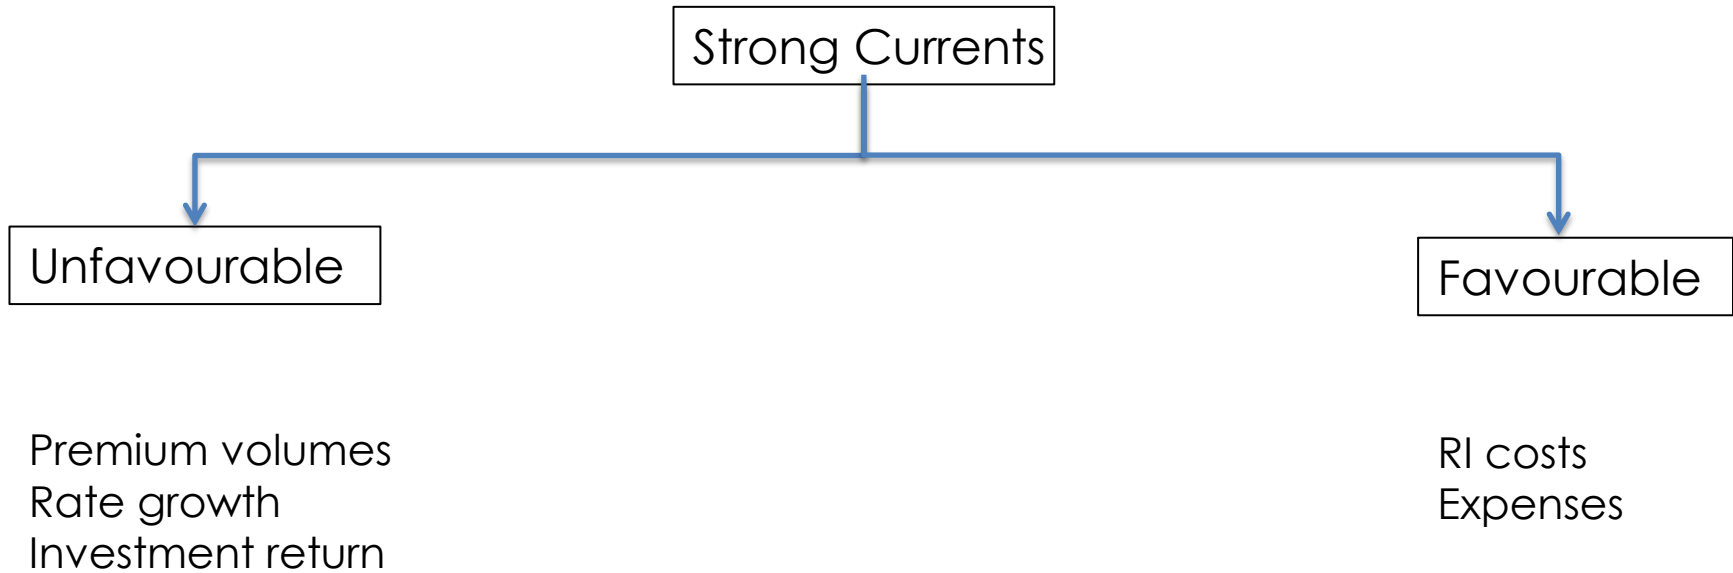 Strong Currents
Unfavourable
Favourable
Premium volumes
Rate growth
Investment return
RI costs
Expenses